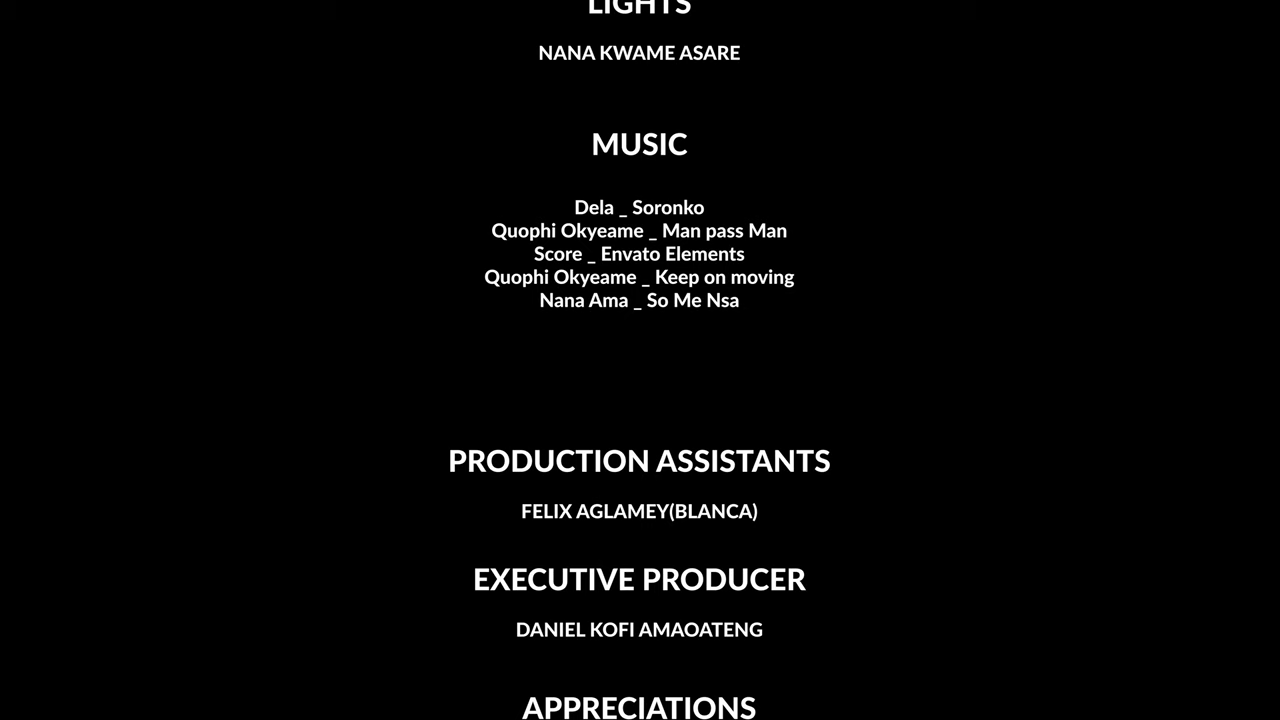 LIGHTS
NANA KWAME ASARE
MUSIC
Dela _ Soronko
Quophi Okyeame _ Man pass Man
Score _ Envato Elements
Quophi Okyeame _ Keep on moving
Nana Ama _ So Me Nsa
PRODUCTION ASSISTANTS
FELIX AGLAMEY(BLANCA)
EXECUTIVE PRODUCER
DANIEL KOFI AMAOATENG
APPRECIATIONS